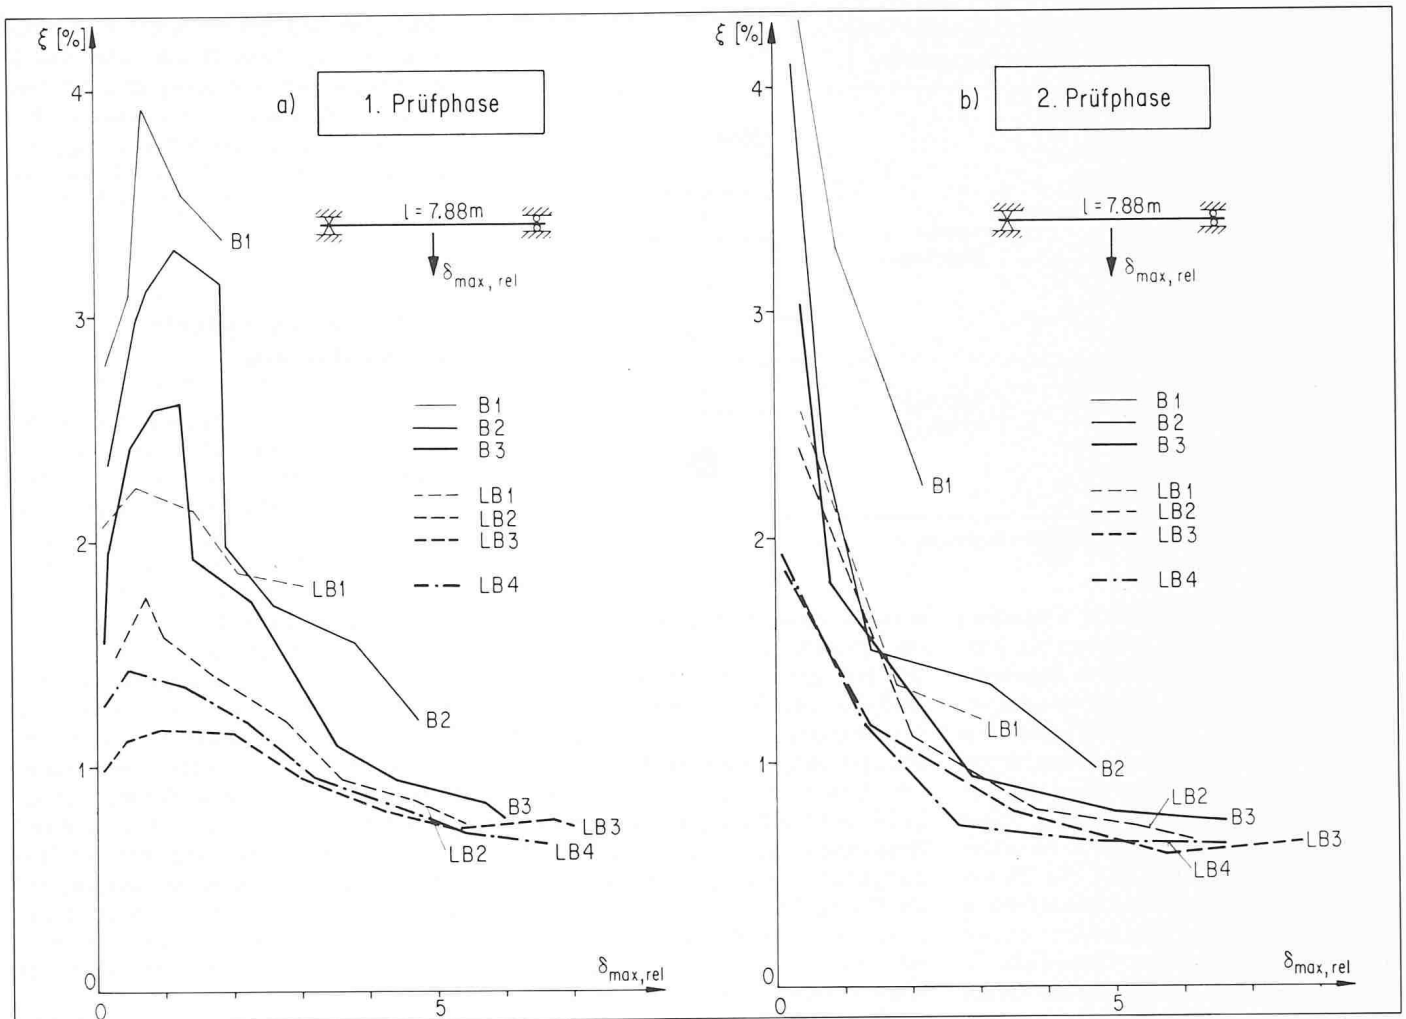 ξ [%]
a) 1. Prüfphase
4
l = 7.88m
B1
δmax, rel
3
B1
B2
B3
LB1
LB2
LB3
LB4
2
LB1
B2
1
B3
LB3
LB2
LB4
0
δmax,rel
0
5
ξ [%]
b) 2. Prüfphase
4
l = 7.88m
δmax, rel
3
B1
B2
B3
B1
LB1
LB2
LB3
LB4
2
LB1
B2
1
LB2
B3
LB3
LB4
0
δmax,rel
0
5